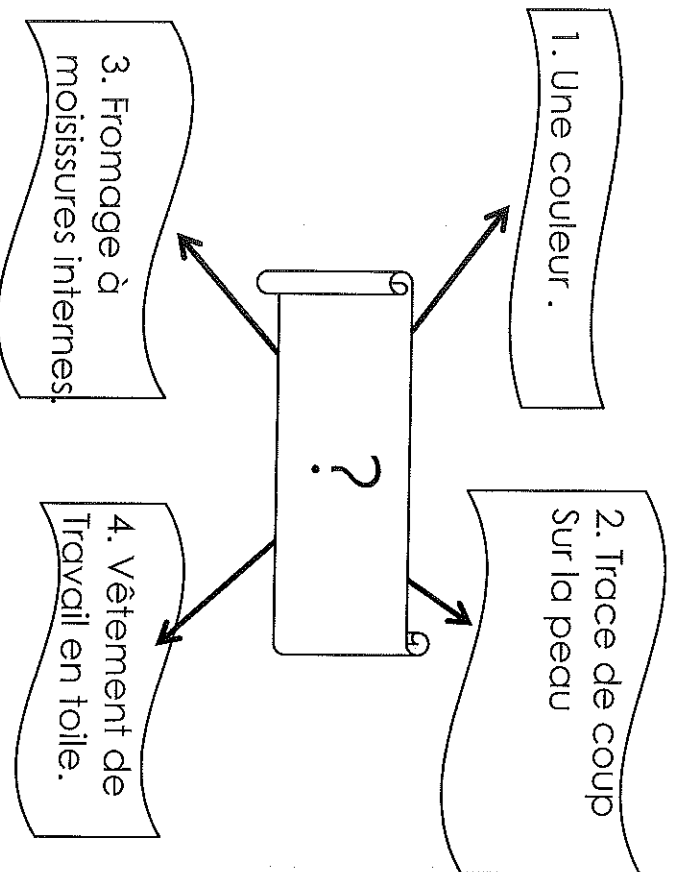 1. Une couleur .
2. Trace de coup
Sur la peau
?
3. Fromage à
moisissures internes.
4. Vêtement de
Travail en toile.